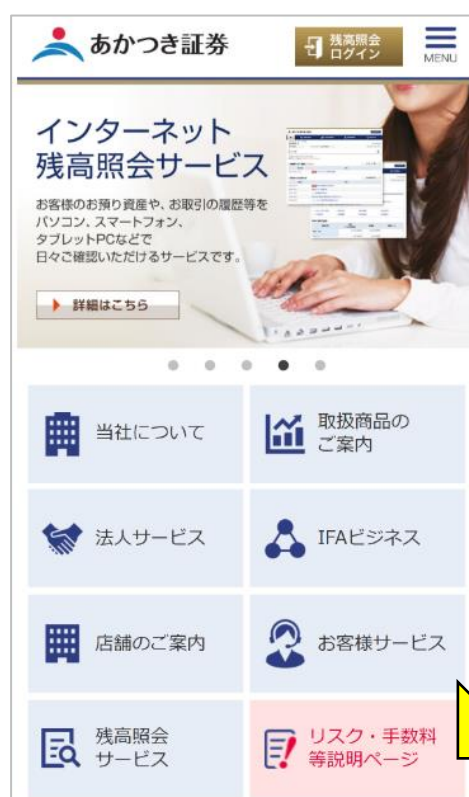 あかつき証券
残高照会
ログイン
MENU
インターネット
残高照会サービス
お客様のお預り資産や、お取引の履歴等を
パソコン、スマートフォン、
タブレットPCなどで
日々ご確認いただけるサービスです。
詳細はこちら
当社について
取扱商品の
ご案内
法人サービス
IFAビジネス
店舗のご案内
お客様サービス
残高照会
サービス
リスク・手数料
等説明ページ